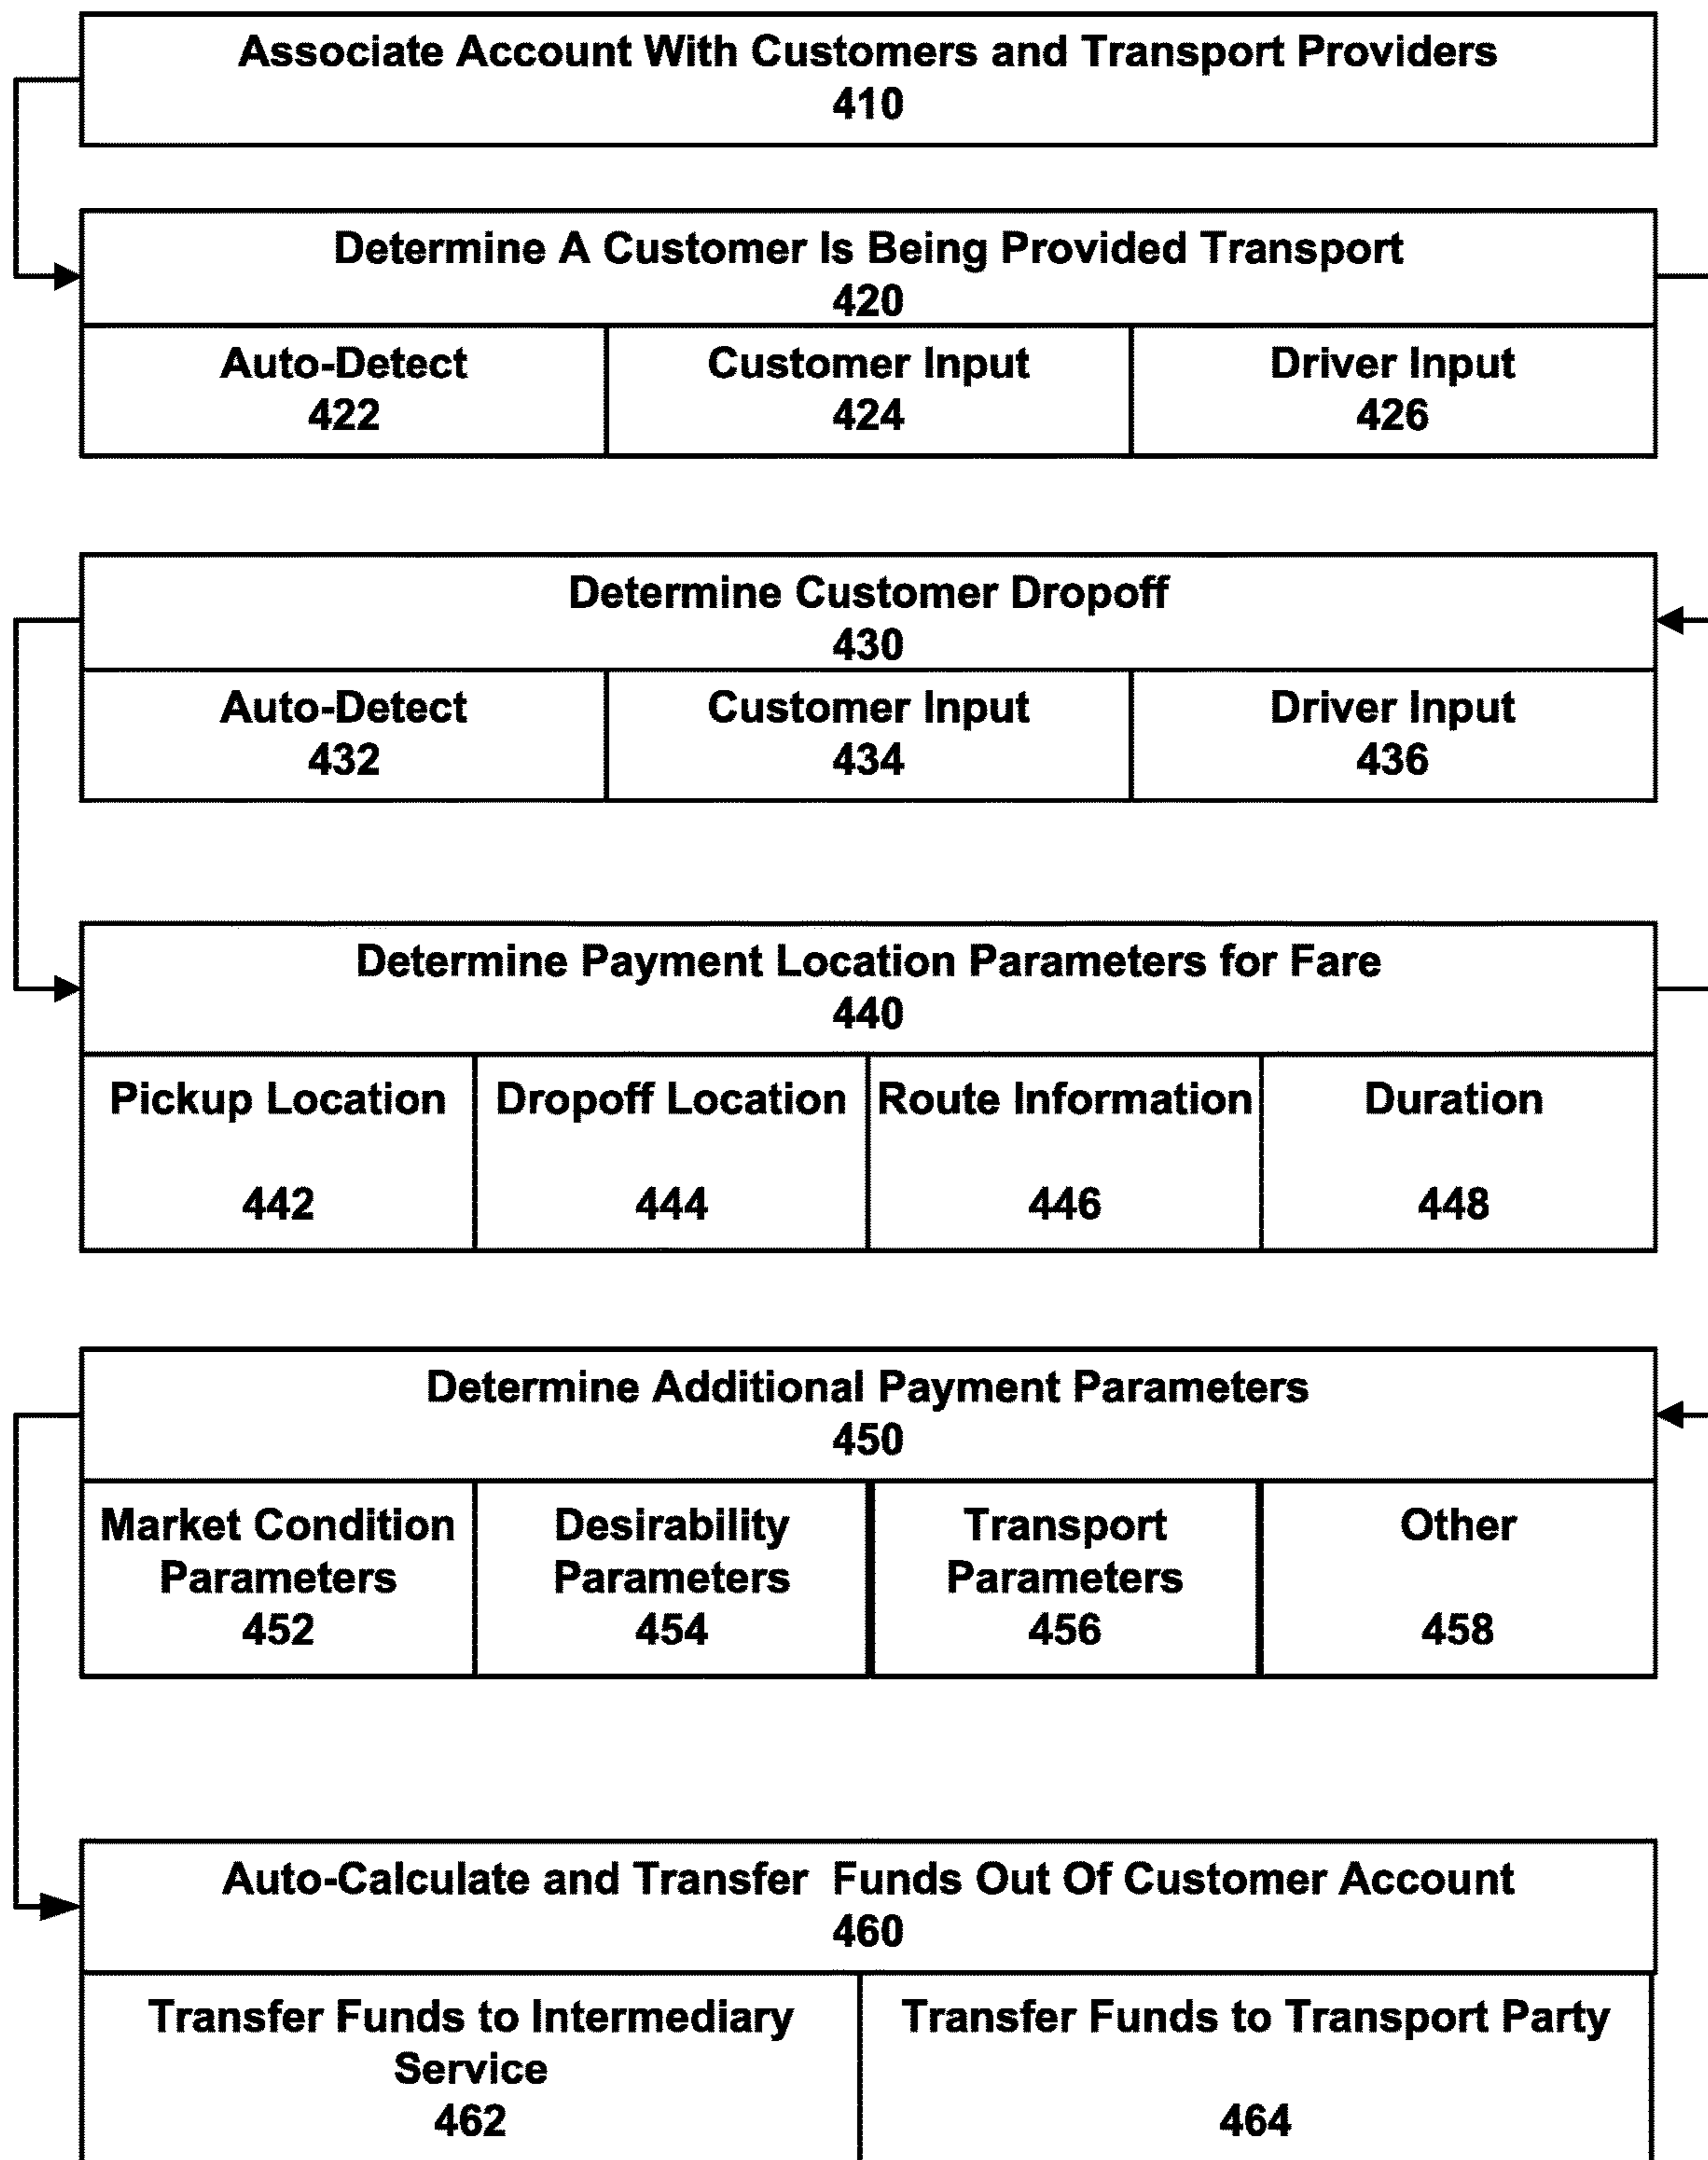 Associate Account With Customers and Transport Providers
410
Determine A Customer Is Being Provided Transport
420
Auto-Detect
422
Customer Input
424
Driver Input
426
Determine Customer Dropoff
430
Auto-Detect
432
Customer Input
434
Driver Input
436
Determine Payment Location Parameters for Fare
440
Pickup Location
442
Dropoff Location
444
Route Information
446
Duration
448
Determine Additional Payment Parameters
450
Market Condition
Parameters
452
Desirability
Parameters
454
Transport
Parameters
456
Other
458
Auto-Calculate and Transfer Funds Out Of Customer Account
460
Transfer Funds to Intermediary
Service
462
Transfer Funds to Transport Party
464